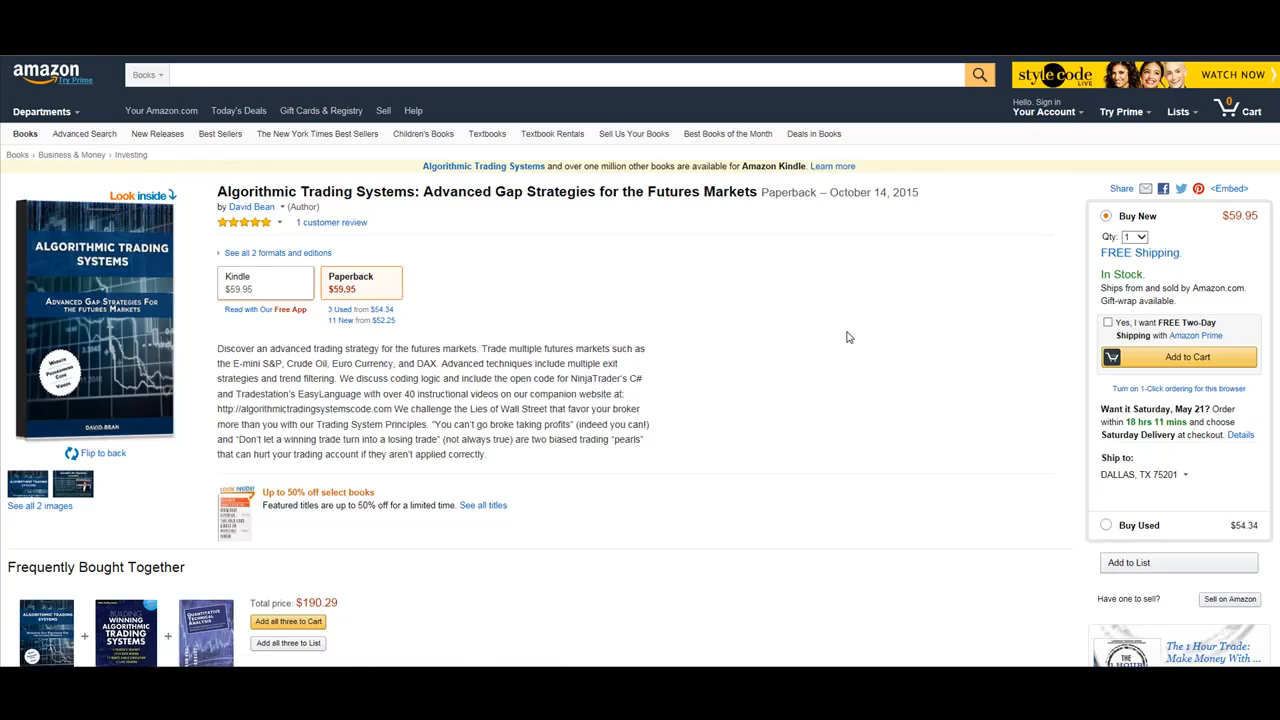 amazon
Try Prime
Books
style code LIVE
WATCH NOW
Departments
Your Amazon.com
Today's Deals
Gift Cards & Registry
Sell
Help
Hello. Sign in
Your Account
Try Prime
Lists
0
Cart
Books
Advanced Search
New Releases
Best Sellers
The New York Times Best Sellers
Children's Books
Textbooks
Textbook Rentals
Sell Us Your Books
Best Books of the Month
Deals in Books
Books › Business & Money › Investing
Algorithmic Trading Systems and over one million other books are available for Amazon Kindle. Learn more
Look inside
ALGORITHMIC TRADING
SYSTEMS
ADVANCED GAP STRATEGIES FOR
THE FUTURES MARKETS
Website
Programming
Code
Videos
DAVID BEAN
Flip to back
See all 2 images
Algorithmic Trading Systems: Advanced Gap Strategies for the Futures Markets Paperback – October 14, 2015
by David Bean (Author)
1 customer review
See all 2 formats and editions
Kindle
$59.95
Paperback
$59.95
Read with Our Free App
3 Used from $54.34
11 New from $52.25
Discover an advanced trading strategy for the futures markets. Trade multiple futures markets such as
the E-mini S&P, Crude Oil, Euro Currency, and DAX. Advanced techniques include multiple exit
strategies and trend filtering. We discuss coding logic and include the open code for NinjaTrader's C#
and Tradestation's EasyLanguage with over 40 instructional videos on our companion website at:
http://algorithmictradingsystemscode.com We challenge the Lies of Wall Street that favor your broker
more than you with our Trading System Principles. "You can't go broke taking profits" (indeed you can!)
and "Don't let a winning trade turn into a losing trade" (not always true) are two biased trading "pearls"
that can hurt your trading account if they aren't applied correctly.
LOOK INSIDE!
Up to 50% off select books
Featured titles are up to 50% off for a limited time. See all titles
Share
<Embed>
Buy New
$59.95
Qty: 1
FREE Shipping.
In Stock.
Ships from and sold by Amazon.com.
Gift-wrap available.
Yes, I want FREE Two-Day
Shipping with Amazon Prime
Add to Cart
Turn on 1-Click ordering for this browser
Want it Saturday, May 21? Order
within 18 hrs 11 mins and choose
Saturday Delivery at checkout. Details
Ship to:
DALLAS, TX 75201
Buy Used
$54.34
Add to List
Have one to sell?
Sell on Amazon
THE
1 HOUR
The 1 Hour Trade:
Make Money With ...
Frequently Bought Together
ALGORITHMIC TRADING
SYSTEMS
+
BUILDING
WINNING
ALGORITHMIC
TRADING
SYSTEMS
+
QUANTITATIVE
TECHNICAL
ANALYSIS
Total price: $190.29
Add all three to Cart
Add all three to List